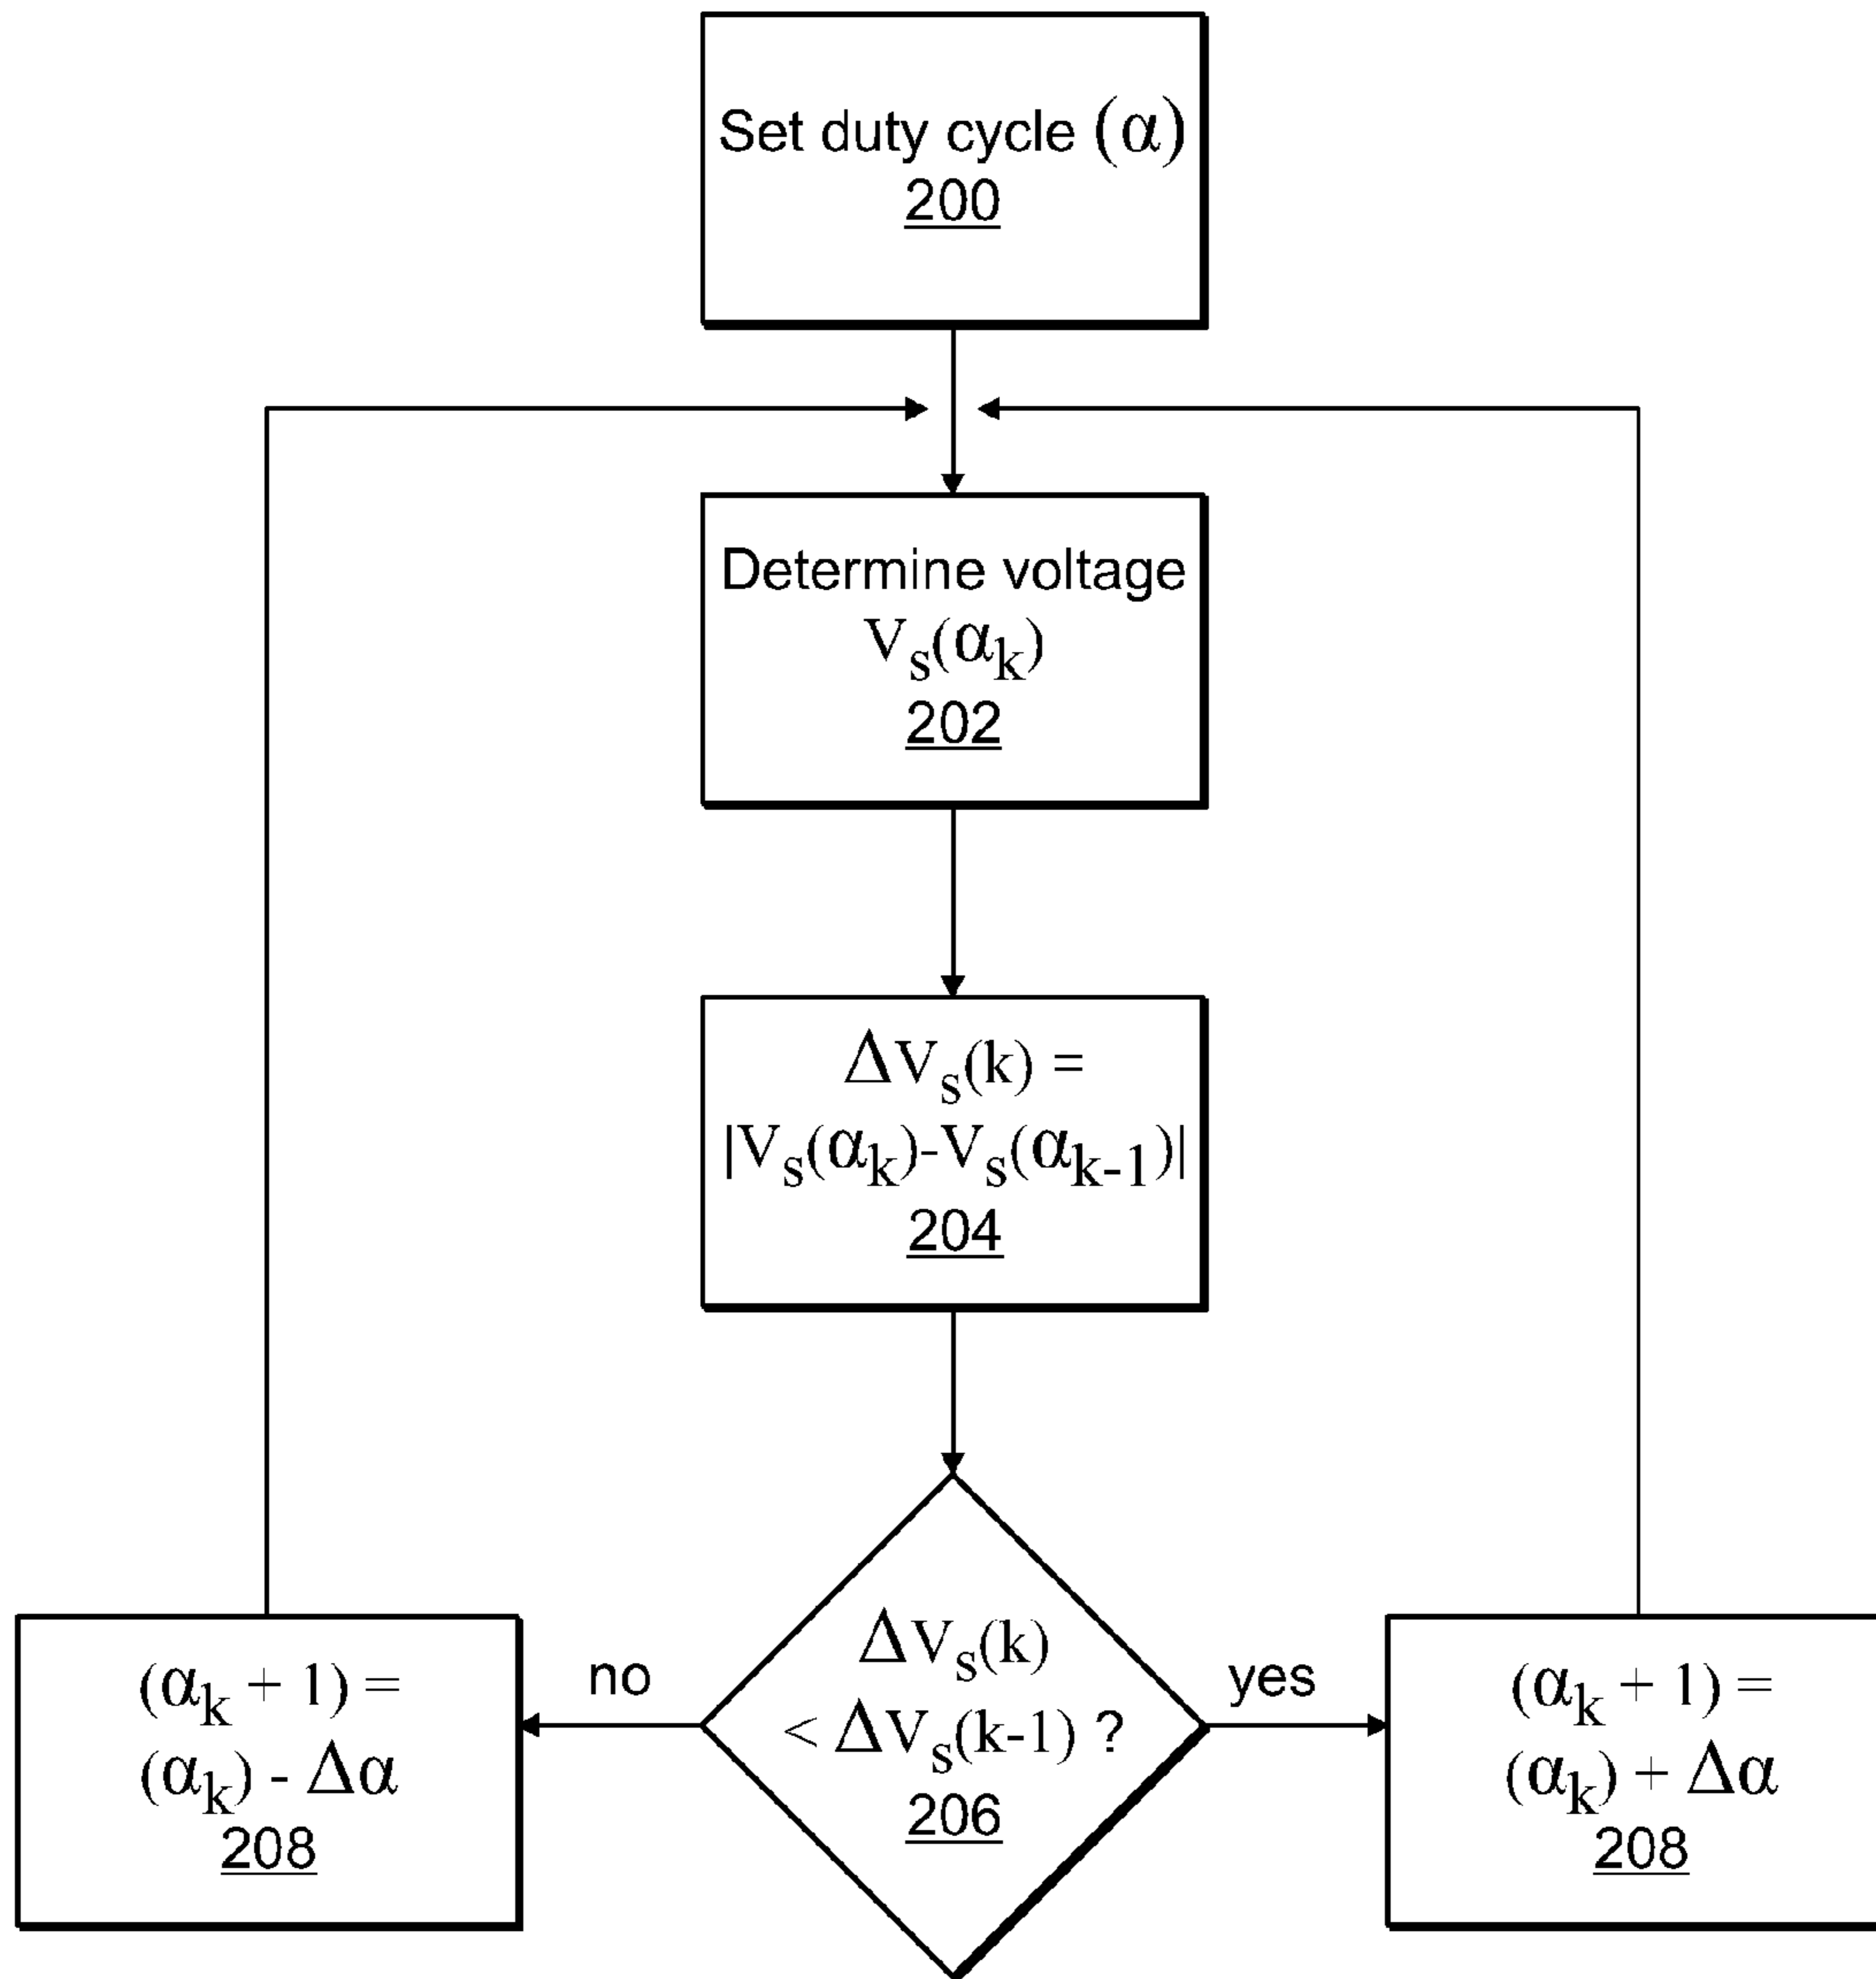 Set duty cycle (α)
200
Determine voltage
Vₛ(αₖ)
202
ΔVₛ(k) =
|Vₛ(αₖ)-Vₛ(αₖ₋₁)|
204
ΔVₛ(k)
< ΔVₛ(k-1) ?
206
no
yes
(αₖ + 1) =
(αₖ) - Δα
208
(αₖ + 1) =
(αₖ) + Δα
208